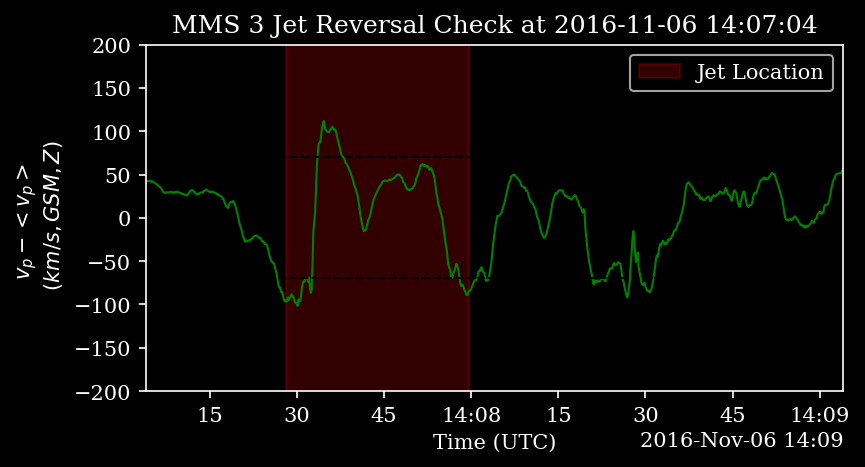 MMS 3 Jet Reversal Check at 2016-11-06 14:07:04
Jet Location
v_p − < v_p >
(km/s, GSM, Z)
200
150
100
50
0
−50
−100
−150
−200
15 30 45 14:08 15 30 45 14:09
Time (UTC)
2016-Nov-06 14:09